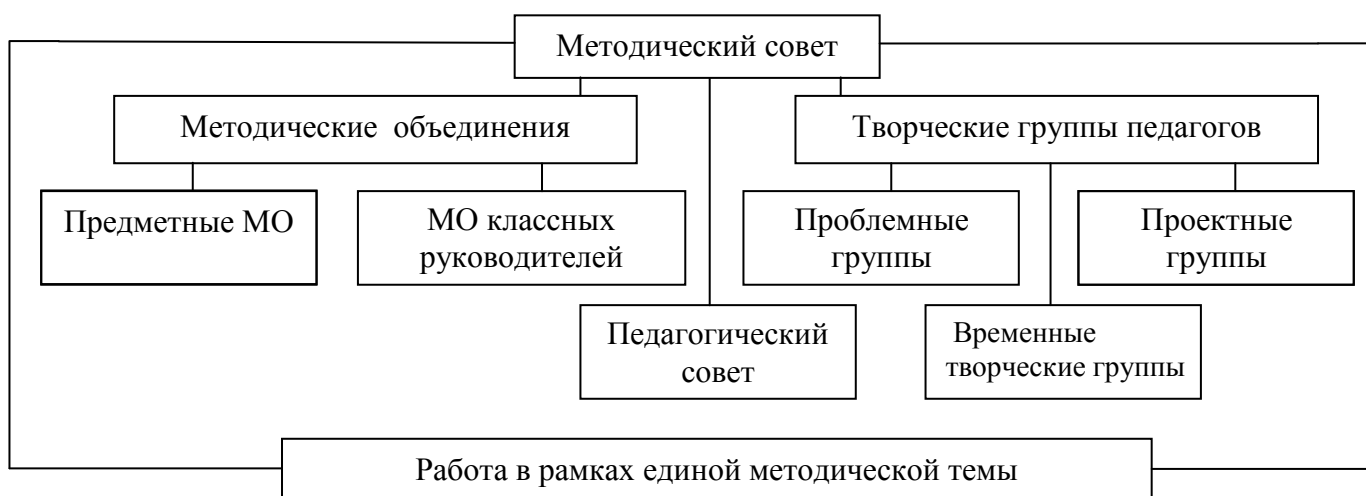 Методический совет
Методические объединения
Творческие группы педагогов
Предметные МО
МО классных
руководителей
Проблемные
группы
Проектные
группы
Педагогический
совет
Временные
творческие группы
Работа в рамках единой методической темы